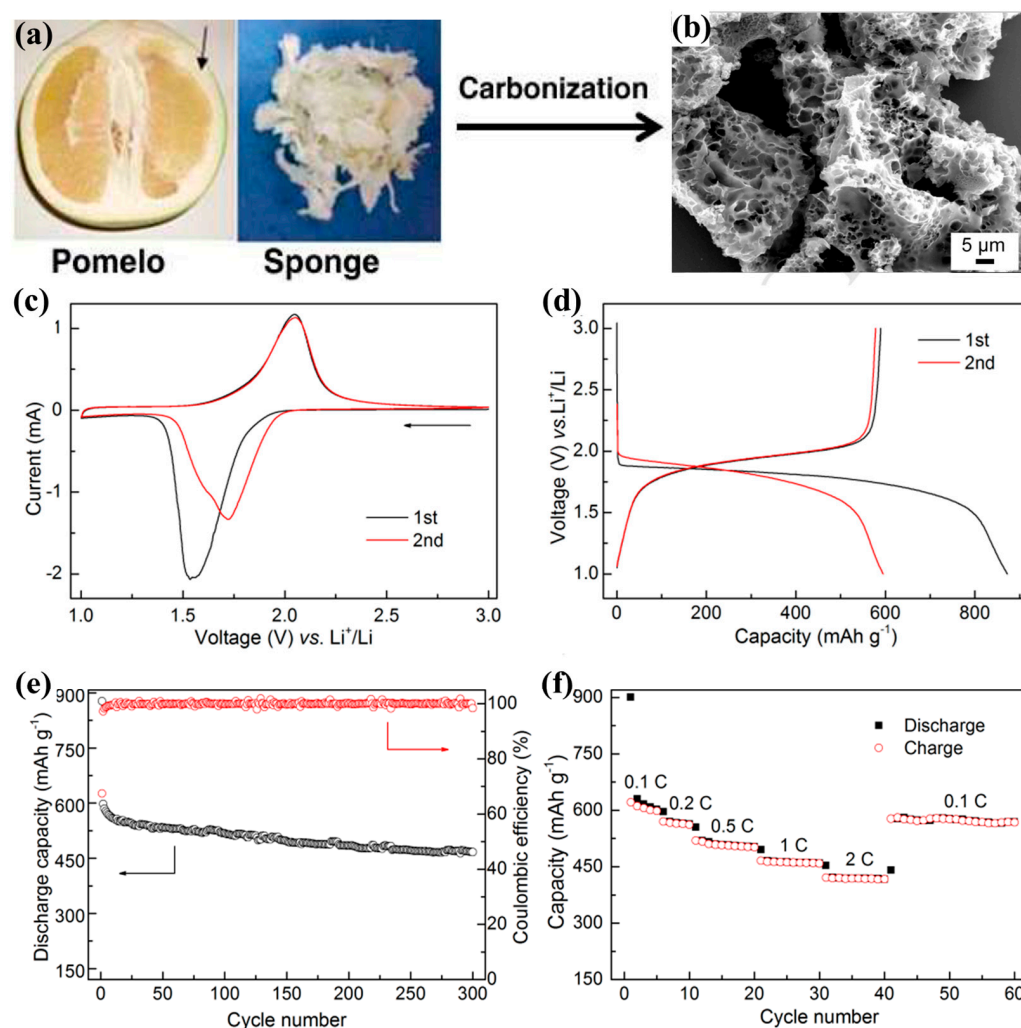 (a)
Pomelo
Sponge
Carbonization
(b)
5 μm
(c)
1
0
-1
-2
1.0
1.5
2.0
2.5
3.0
Current (mA)
Voltage (V) vs. Li⁺/Li
1st
2nd
(d)
3.0
2.5
2.0
1.5
1.0
0
200
400
600
800
Voltage (V) vs.Li⁺/Li
Capacity (mAh g⁻¹)
1st
2nd
(e)
900
750
600
450
300
150
Discharge capacity (mAh g⁻¹)
0
50
100
150
200
250
300
Cycle number
100
80
60
40
20
0
Coulombic efficiency (%)
(f)
900
750
600
450
300
150
Capacity (mAh g⁻¹)
Discharge
Charge
0.1 C
0.2 C
0.5 C
1 C
2 C
0.1 C
0
10
20
30
40
50
60
Cycle number